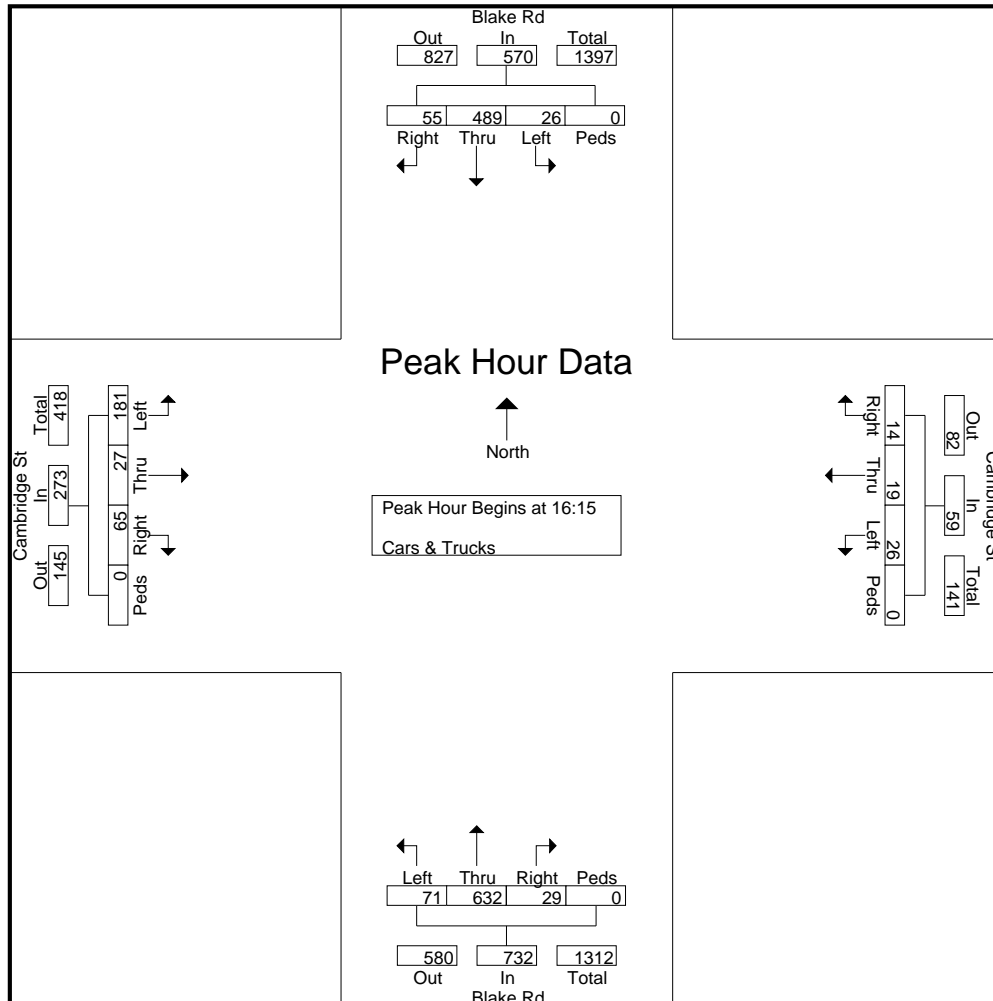 Blake Rd
Out In Total
827 570 1397
55 489 26 0
Right Thru Left Peds
Peak Hour Data
North
Peak Hour Begins at 16:15
Cars & Trucks
Cambridge St
Total In Out
418 273 145
181 27 65 0
Left Thru Right Peds
Right Thru Left Peds
14 19 26 0
82 59 141
Out In Total
Cambridge St
Left Thru Right Peds
71 632 29 0
580 732 1312
Out In Total
Blake Rd